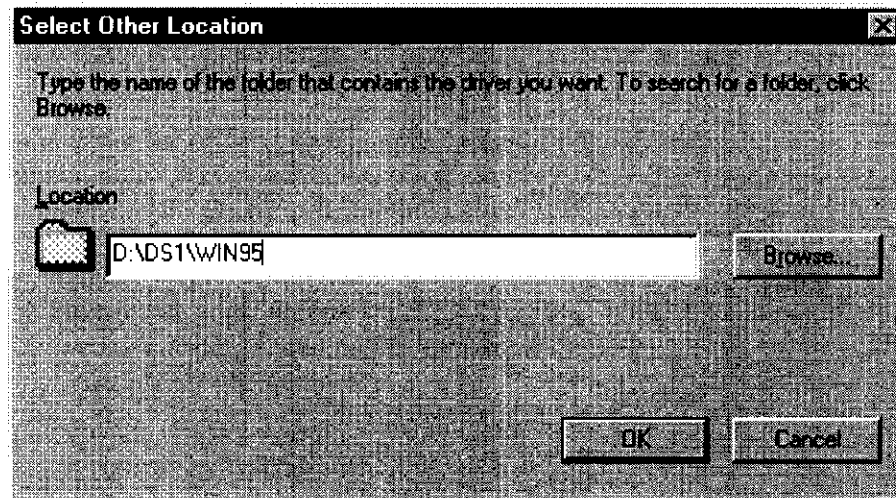 Select Other Location
Type the name of the folder that contains the driver you want. To search for a folder, click
Browse.
Location
D:\DS1\WIN95
Browse...
OK
Cancel